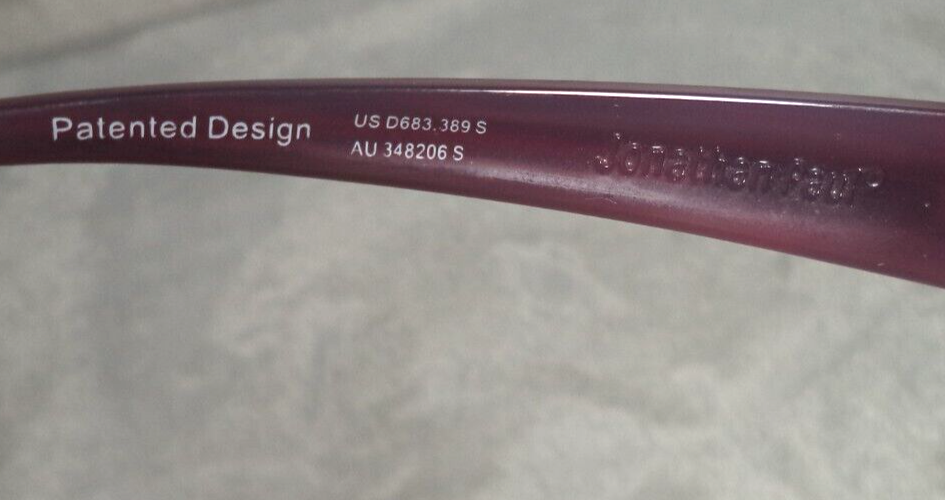 Patented Design
US D683,389 S
AU 348206 S
Jonathan Paul®